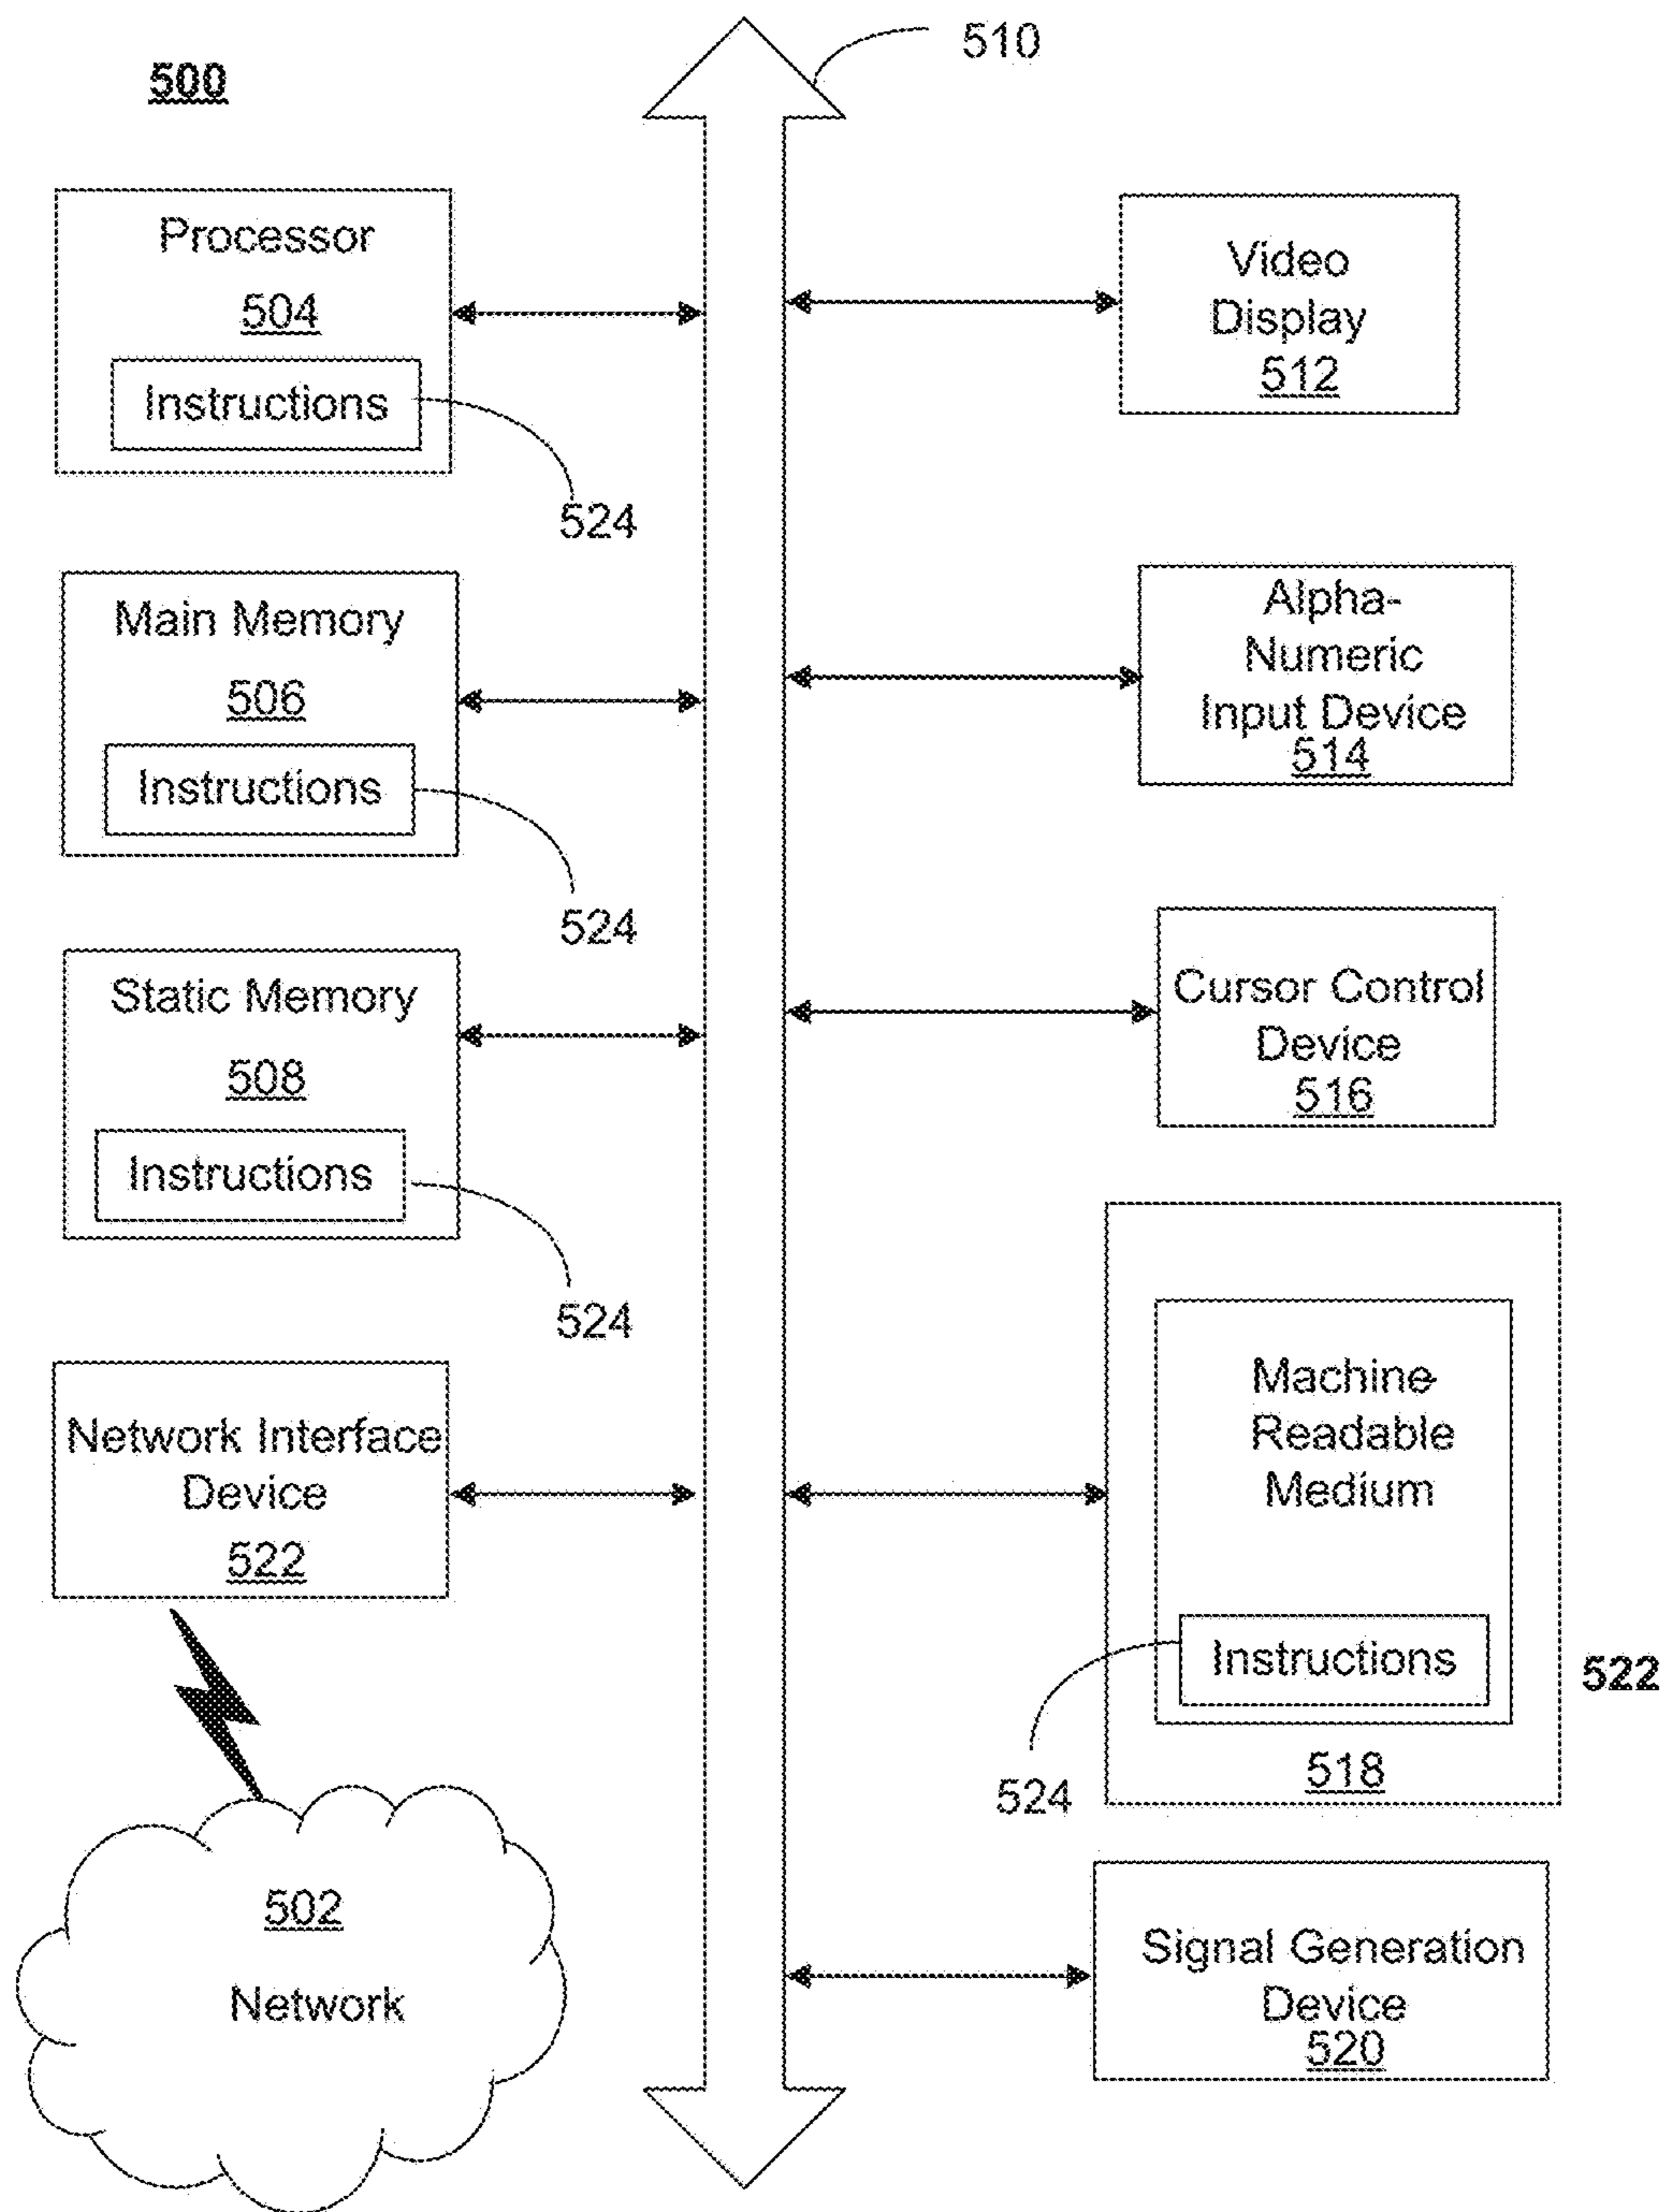 500
510
Processor
504
Instructions
524
Main Memory
506
Instructions
524
Static Memory
508
Instructions
524
Network Interface
Device
522
502
Network
Video
Display
512
Alpha-
Numeric
Input Device
514
Cursor Control
Device
516
Machine-
Readable
Medium
Instructions
524
518
522
Signal Generation
Device
520